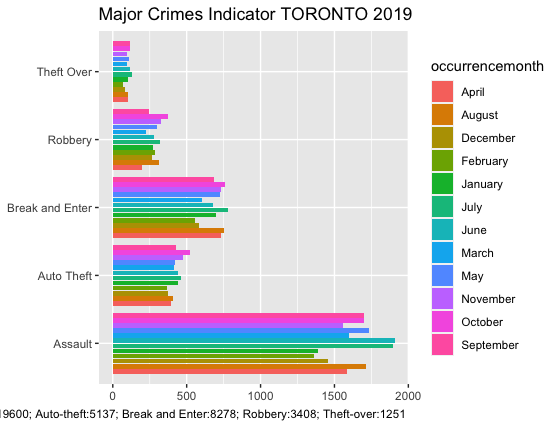 Major Crimes Indicator TORONTO 2019
Theft Over
Robbery
Break and Enter
Auto Theft
Assault
0
500
1000
1500
2000
19600; Auto-theft:5137; Break and Enter:8278; Robbery:3408; Theft-over:1251
occurrencemonth
April
August
December
February
January
July
June
March
May
November
October
September